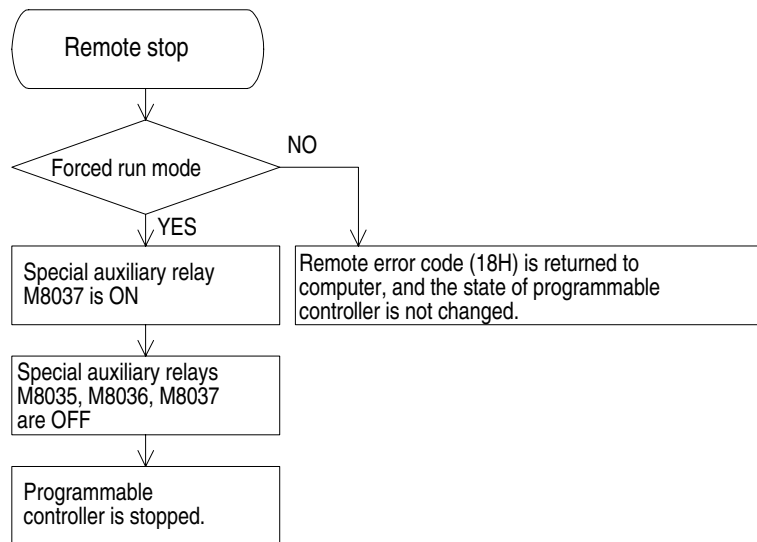 Remote stop
Forced run mode
NO
YES
Special auxiliary relay
M8037 is ON
Remote error code (18H) is returned to
computer, and the state of programmable
controller is not changed.
Special auxiliary relays
M8035, M8036, M8037
are OFF
Programmable
controller is stopped.